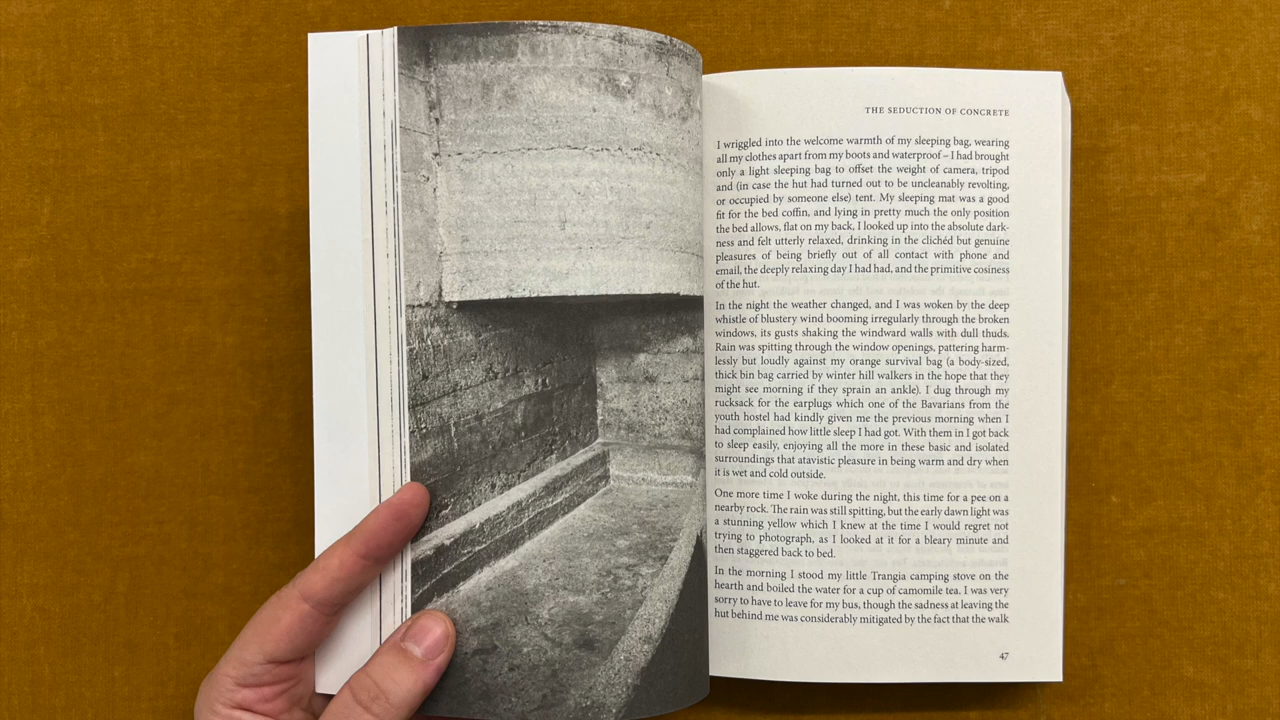 THE SEDUCTION OF CONCRETE
I wriggled into the welcome warmth of my sleeping bag, wearing
all my clothes apart from my boots and waterproof – I had brought
only a light sleeping bag to offset the weight of camera, tripod
and (in case the hut had turned out to be uncleanably revolting,
or occupied by someone else) tent. My sleeping mat was a good
fit for the bed coffin, and lying in pretty much the only position
the bed allows, flat on my back, I looked up into the absolute dark-
ness and felt utterly relaxed, drinking in the clichéd but genuine
pleasures of being briefly out of all contact with phone and
email, the deeply relaxing day I had had, and the primitive cosiness
of the hut.
In the night the weather changed, and I was woken by the deep
whistle of blustery wind booming irregularly through the broken
windows, its gusts shaking the windward walls with dull thuds.
Rain was spitting through the window openings, pattering harm-
lessly but loudly against my orange survival bag (a body-sized,
thick bin bag carried by winter hill walkers in the hope that they
might see morning if they sprain an ankle). I dug through my
rucksack for the earplugs which one of the Bavarians from the
youth hostel had kindly given me the previous morning when I
had complained how little sleep I had got. With them in I got back
to sleep easily, enjoying all the more in these basic and isolated
surroundings that atavistic pleasure in being warm and dry when
it is wet and cold outside.
One more time I woke during the night, this time for a pee on a
nearby rock. The rain was still spitting, but the early dawn light was
a stunning yellow which I knew at the time I would regret not
trying to photograph, as I looked at it for a bleary minute and
then staggered back to bed.
In the morning I stood my little Trangia camping stove on the
hearth and boiled the water for a cup of camomile tea. I was very
sorry to have to leave for my bus, though the sadness at leaving the
hut behind me was considerably mitigated by the fact that the walk
47